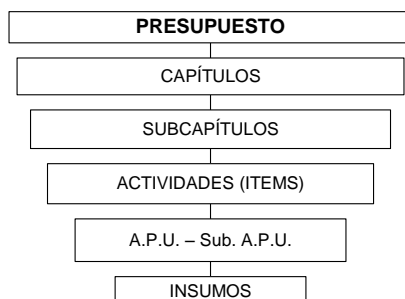 PRESUPUESTO
CAPÍTULOS
SUBCAPÍTULOS
ACTIVIDADES (ITEMS)
A.P.U. – Sub. A.P.U.
INSUMOS